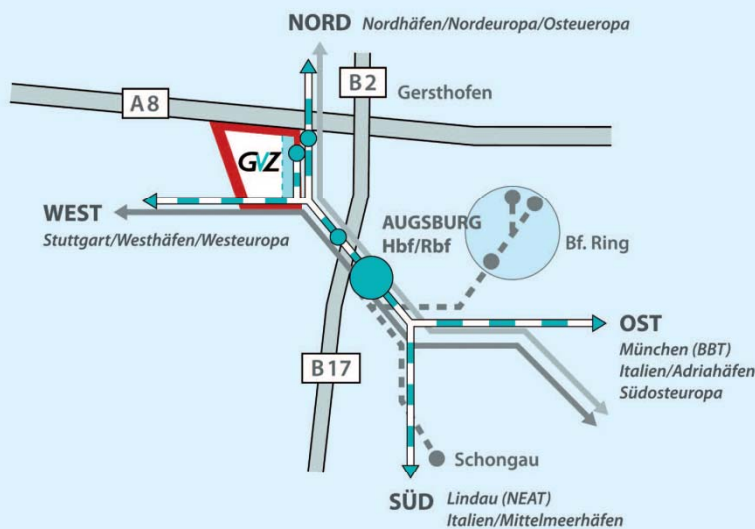 NORD Nordhäfen/Nordeuropa/Osteueropa
B2
Gersthofen
A8
GVZ
WEST
Stuttgart/Westhäfen/Westeuropa
AUGSBURG
Hbf/Rbf
Bf. Ring
OST
München (BBT)
Italien/Adriahäfen
Südosteuropa
B17
Schongau
SÜD Lindau (NEAT)
Italien/Mittelmeerhäfen